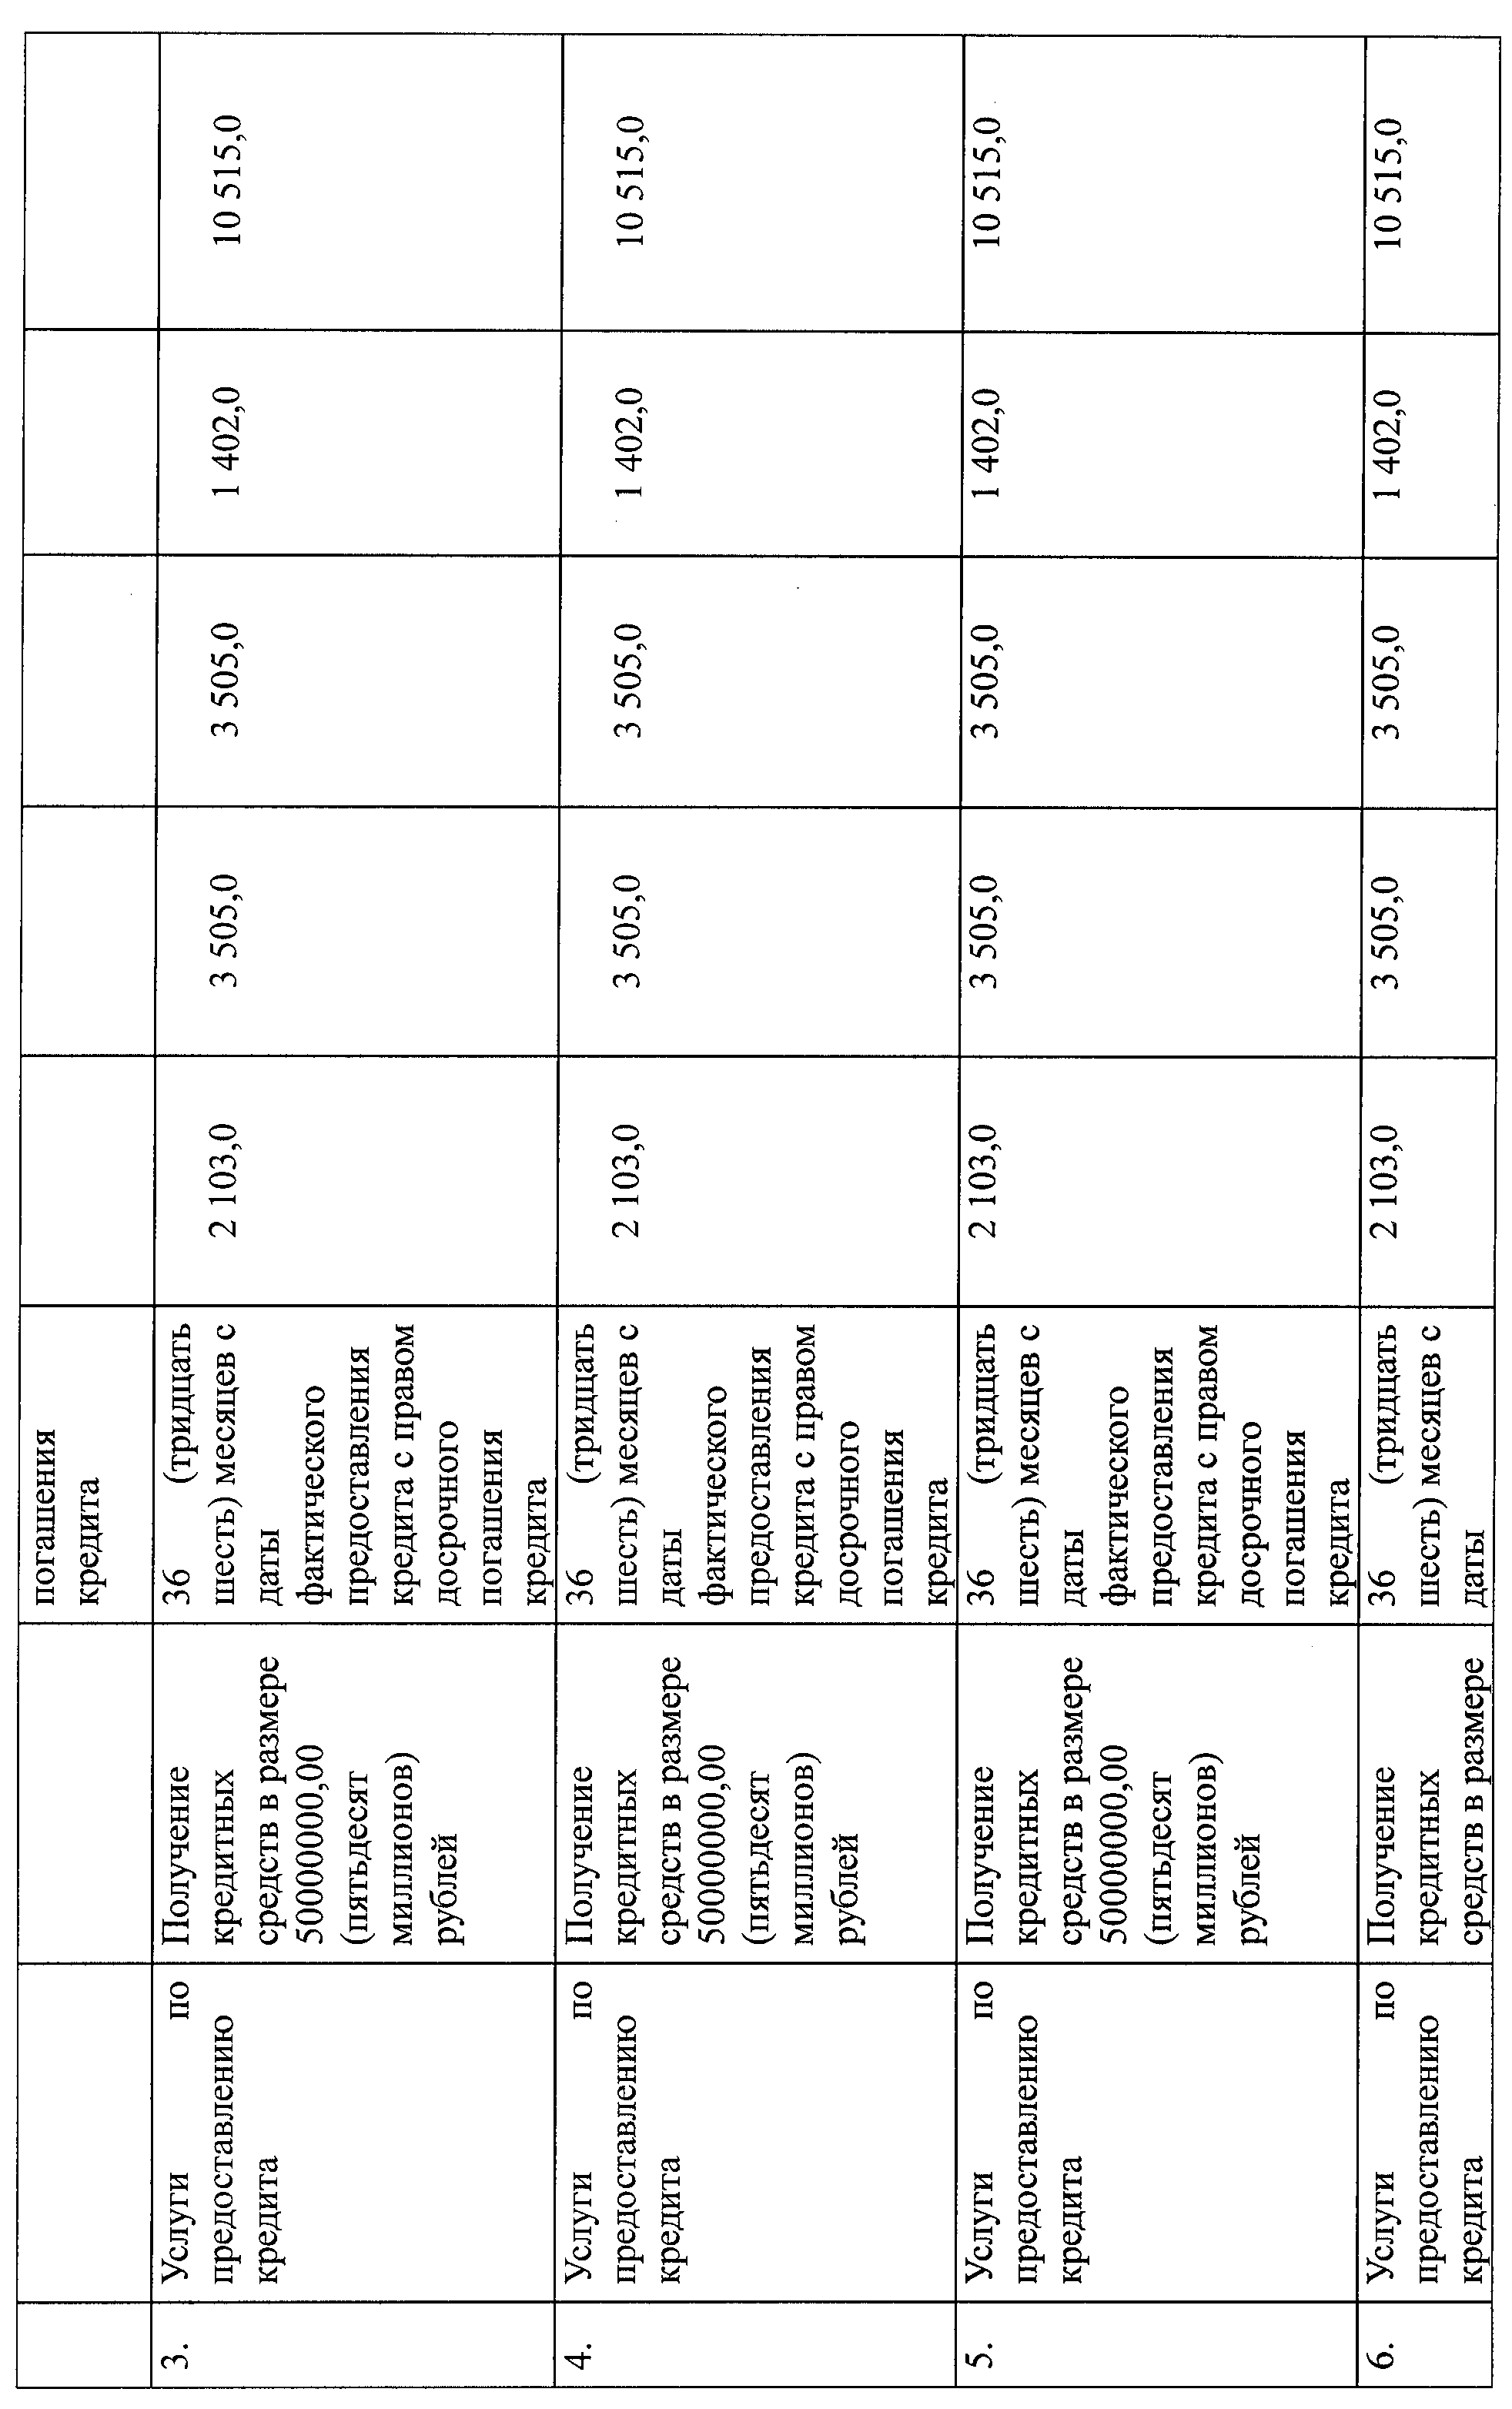 погашения
кредита
3.
Услуги по
предоставлению
кредита
Получение
кредитных
средств в размере
50000000,00
(пятьдесят
миллионов)
рублей
36 (тридцать
шесть) месяцев с
даты
фактического
предоставления
кредита с правом
досрочного
погашения
кредита
2 103,0
3 505,0
3 505,0
1 402,0
10 515,0
4.
Услуги по
предоставлению
кредита
Получение
кредитных
средств в размере
50000000,00
(пятьдесят
миллионов)
рублей
36 (тридцать
шесть) месяцев с
даты
фактического
предоставления
кредита с правом
досрочного
погашения
кредита
2 103,0
3 505,0
3 505,0
1 402,0
10 515,0
5.
Услуги по
предоставлению
кредита
Получение
кредитных
средств в размере
50000000,00
(пятьдесят
миллионов)
рублей
36 (тридцать
шесть) месяцев с
даты
фактического
предоставления
кредита с правом
досрочного
погашения
кредита
2 103,0
3 505,0
3 505,0
1 402,0
10 515,0
6.
Услуги по
предоставлению
кредита
Получение
кредитных
средств в размере
36 (тридцать
шесть) месяцев с
даты
2 103,0
3 505,0
3 505,0
1 402,0
10 515,0